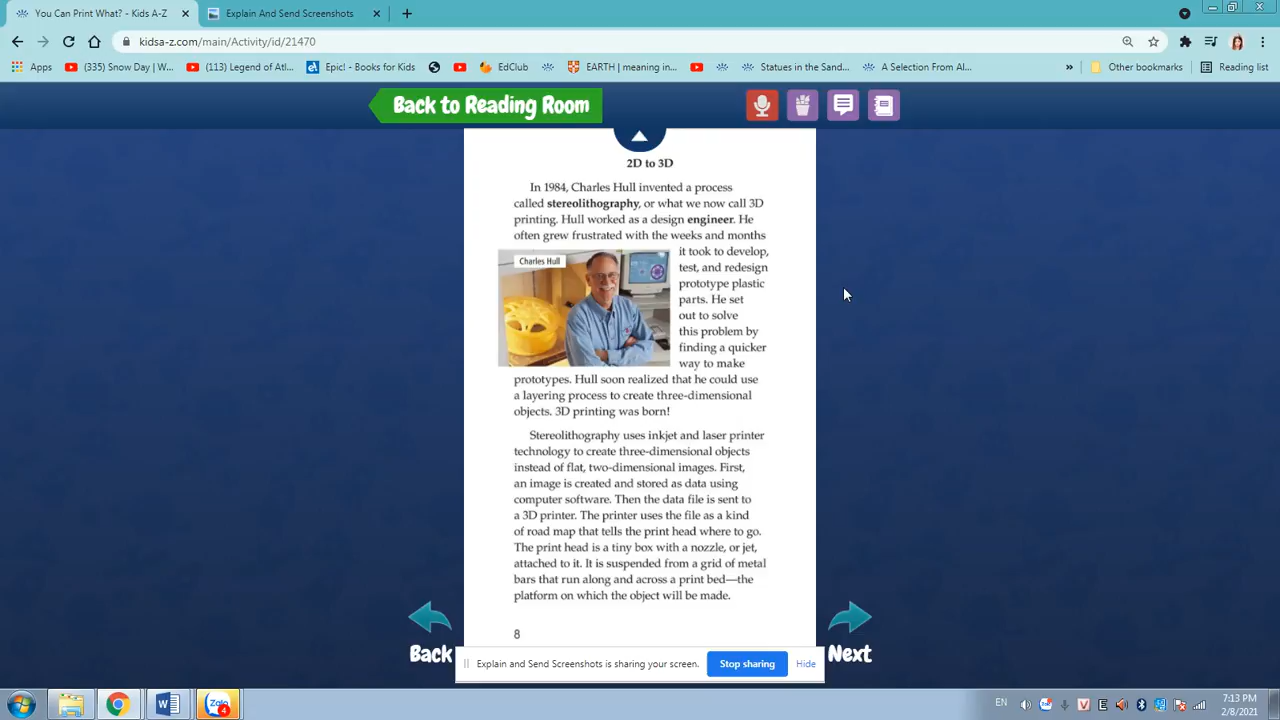 You Can Print What? - Kids A-Z
Explain And Send Screenshots
kidsa-z.com/main/Activity/id/21470
Apps
(335) Snow Day | W...
(113) Legend of Atl...
Epic! - Books for Kids
EdClub
EARTH | meaning in...
Statues in the Sand...
A Selection From Al...
»
Other bookmarks
Reading list
Back to Reading Room
2D to 3D
In 1984, Charles Hull invented a process
called stereolithography, or what we now call 3D
printing. Hull worked as a design engineer. He
often grew frustrated with the weeks and months
it took to develop,
test, and redesign
prototype plastic
parts. He set
out to solve
this problem by
finding a quicker
way to make
Charles Hull
prototypes. Hull soon realized that he could use
a layering process to create three-dimensional
objects. 3D printing was born!
Stereolithography uses inkjet and laser printer
technology to create three-dimensional objects
instead of flat, two-dimensional images. First,
an image is created and stored as data using
computer software. Then the data file is sent to
a 3D printer. The printer uses the file as a kind
of road map that tells the print head where to go.
The print head is a tiny box with a nozzle, or jet,
attached to it. It is suspended from a grid of metal
bars that run along and across a print bed—the
platform on which the object will be made.
8
Back
Next
Explain and Send Screenshots is sharing your screen.
Stop sharing
Hide
Zalo
4
EN
7:13 PM
2/8/2021